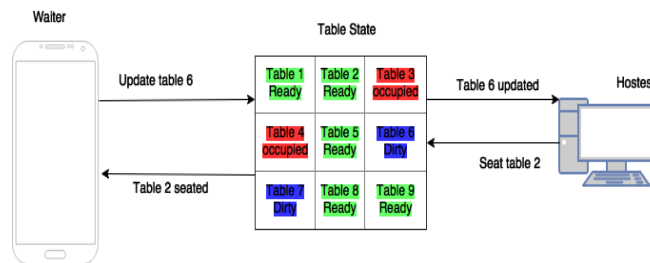 Waiter
Table State
Hostes
Update table 6
Table 1
Ready
Table 2
Ready
Table 3
occupied
Table 6 updated
Table 4
occupied
Table 5
Ready
Table 6
Dirty
Seat table 2
Table 2 seated
Table 7
Dirty
Table 8
Ready
Table 9
Ready